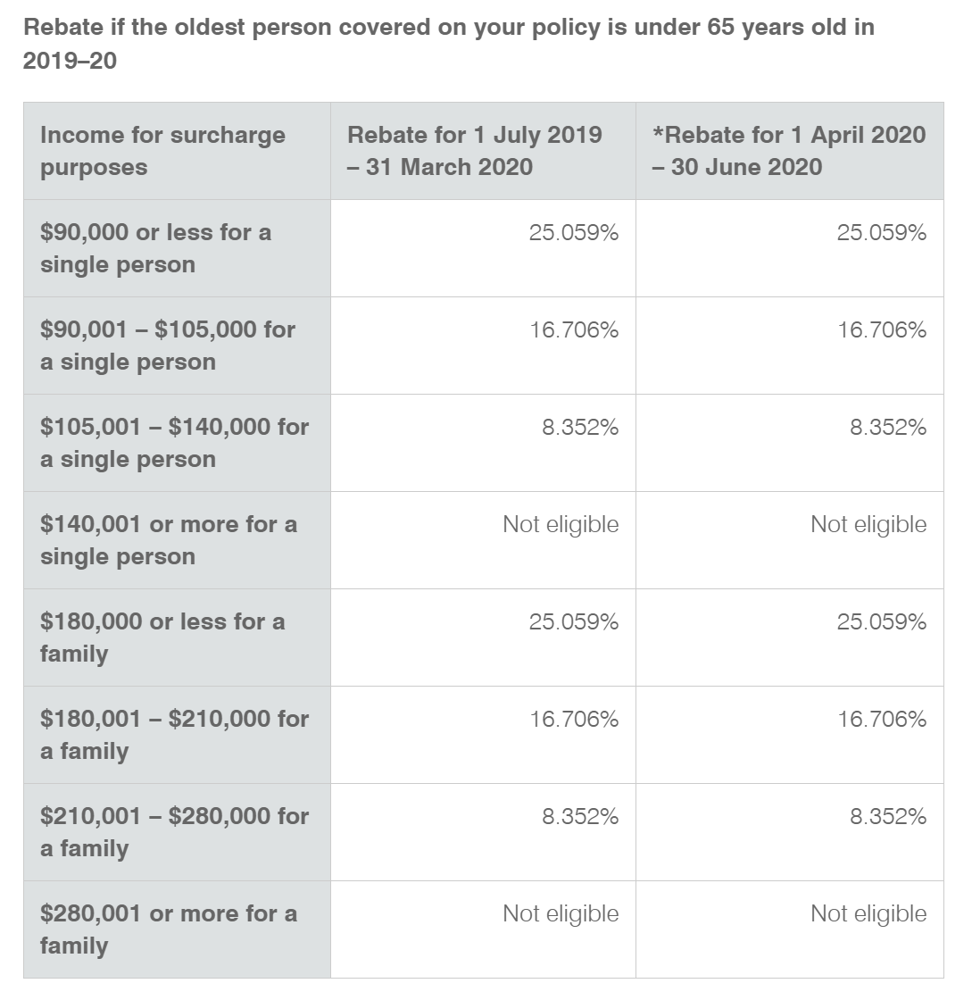 Rebate if the oldest person covered on your policy is under 65 years old in
2019–20
Income for surcharge
purposes
Rebate for 1 July 2019
– 31 March 2020
*Rebate for 1 April 2020
– 30 June 2020
$90,000 or less for a
single person
25.059%
25.059%
$90,001 – $105,000 for
a single person
16.706%
16.706%
$105,001 – $140,000 for
a single person
8.352%
8.352%
$140,001 or more for a
single person
Not eligible
Not eligible
$180,000 or less for a
family
25.059%
25.059%
$180,001 – $210,000 for
a family
16.706%
16.706%
$210,001 – $280,000 for
a family
8.352%
8.352%
$280,001 or more for a
family
Not eligible
Not eligible